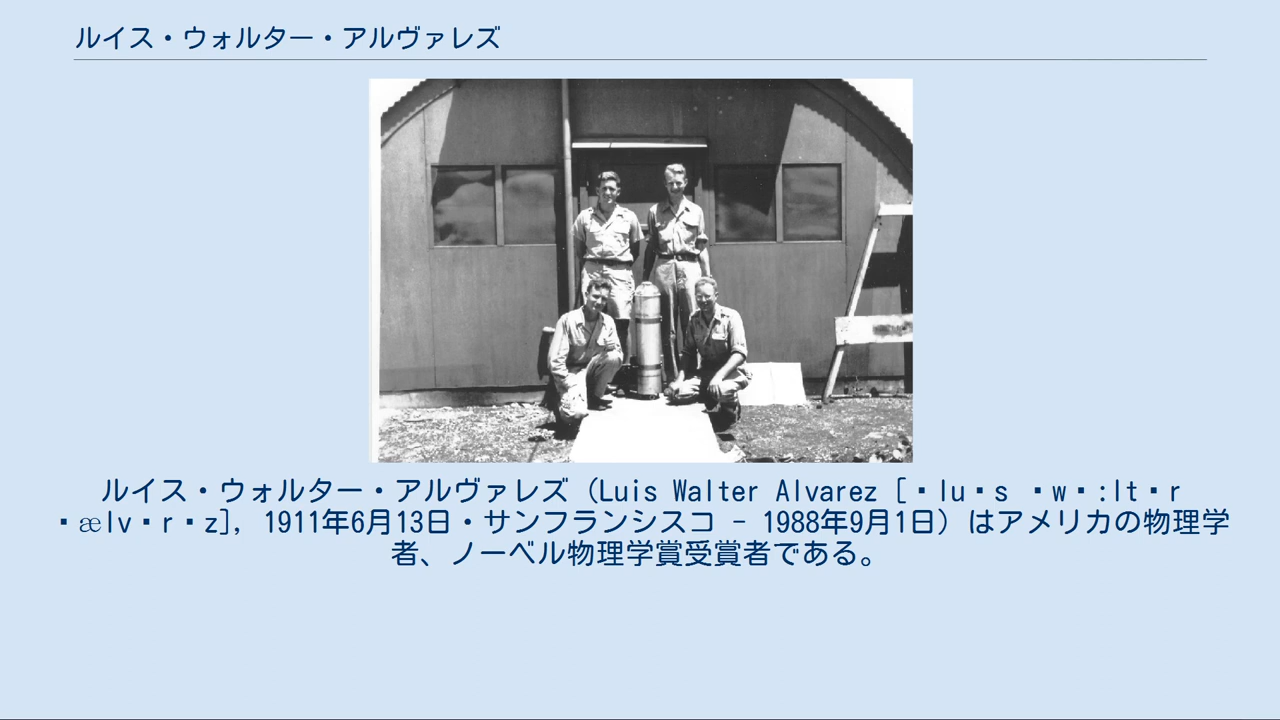 ルイス・ウォルター・アルヴァレズ
ルイス・ウォルター・アルヴァレズ（Luis Walter Alvarez [▪lu▪s ▪w▪:lt▪r
▪ælv▪r▪z], 1911年6月13日・サンフランシスコ － 1988年9月1日）はアメリカの物理学
者、ノーベル物理学賞受賞者である。